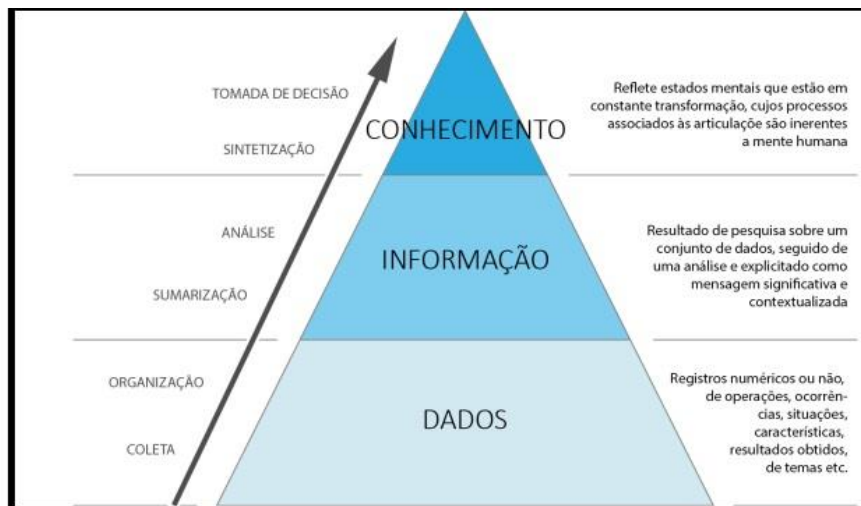 TOMADA DE DECISÃO
SINTETIZAÇÃO
CONHECIMENTO
Reflete estados mentais que estão em
constante transformação, cujos processos
associados às articulaçõe são inerentes
a mente humana
ANÁLISE
SUMARIZAÇÃO
INFORMAÇÃO
Resultado de pesquisa sobre um
conjunto de dados, seguido de
uma análise e explicitado como
mensagem significativa e
contextualizada
ORGANIZAÇÃO
COLETA
DADOS
Registros numéricos ou não,
de operações, ocorrên-
cias, situações,
características,
resultados obtidos,
de temas etc.